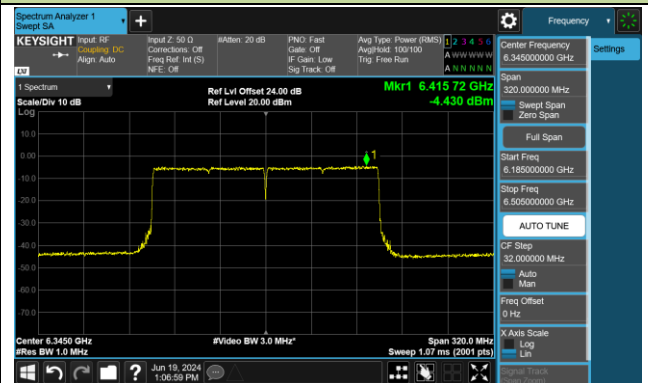 Spectrum Analyzer 1
Swept SA
+
Frequency
KEYSIGHT
Input: RF
Coupling: DC
Align: Auto
Input Z: 50 Ω
Corrections: Off
Freq Ref: Int (S)
NFE: Off
#Atten: 20 dB
PNO: Fast
Gate: Off
IF Gain: Low
Sig Track: Off
Avg Type: Power (RMS)
Avg|Hold: 100/100
Trig: Free Run
1 2 3 4 5 6
A W W W W W
A N N N N N
LXI
1 Spectrum
Scale/Div 10 dB
Log
Ref Lvl Offset 24.00 dB
Ref Level 20.00 dBm
Mkr1 6.415 72 GHz
-4.430 dBm
1
10.0
0.00
-10.0
-20.0
-30.0
-40.0
-50.0
-60.0
-70.0
Center 6.3450 GHz
#Res BW 1.0 MHz
#Video BW 3.0 MHz*
Span 320.0 MHz
Sweep 1.07 ms (2001 pts)
Center Frequency
6.345000000 GHz
Settings
Span
320.000000 MHz
Swept Span
Zero Span
Full Span
Start Freq
6.185000000 GHz
Stop Freq
6.505000000 GHz
AUTO TUNE
CF Step
32.000000 MHz
Auto
Man
Freq Offset
0 Hz
X Axis Scale
Log
Lin
Signal Track
(Span Zoom)
?
Jun 19, 2024
1:06:59 PM